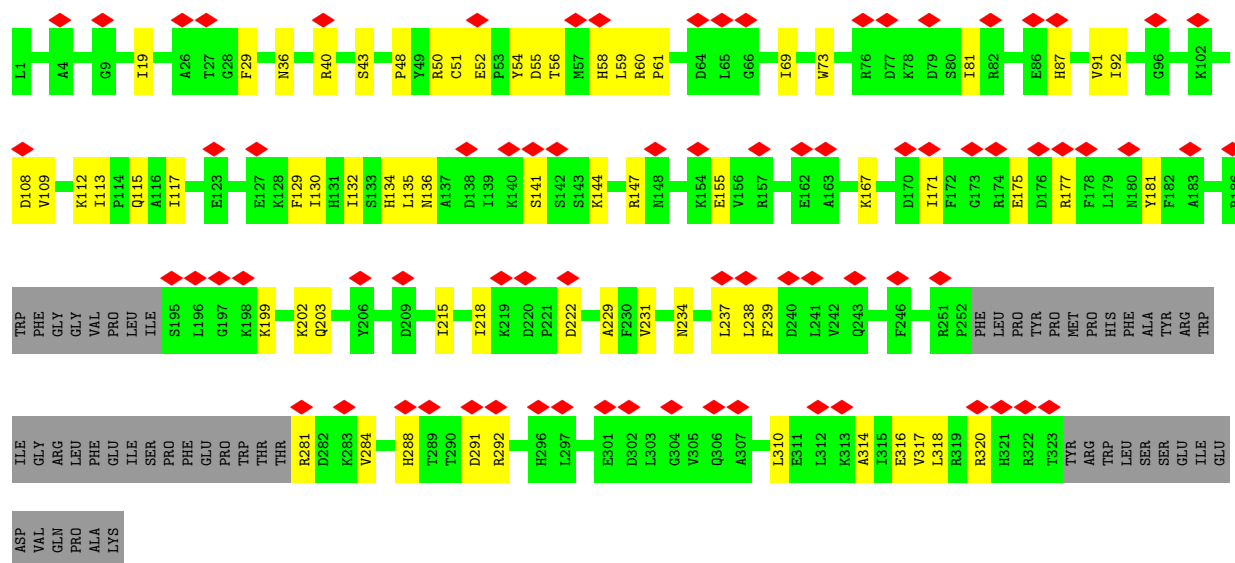 L1 A4 G9 I19 A26 T27 G28 F29 N36 R40 S43 P48 Y49 R50 C51 E52 P53 Y54 D55 T56 M57 H58 L59 R60 P61 D64 L65 G66 I69 W73 R76 D77 K78 D79 S80 I81 R82 E86 H87 V91 I92 G96 K102
D108 V109 K112 I113 P114 Q115 A116 I117 E123 E127 K128 F129 I130 H131 I132 S133 H134 L135 N136 A137 D138 I139 K140 S141 S142 S143 K144 R147 N148 K154 E155 V156 R157 E162 A163 K167 D170 I171 F172 G173 R174 E175 D176 R177 F178 L179 N180 Y181 F182 A183
TRP PHE GLY GLY VAL PRO LEU ILE S195 L196 G197 K198 K199 K202 Q203 Y206 D209 I215 I218 K219 D220 P221 D222 A229 F230 V231 N234 L237 L238 F239 D240 L241 V242 Q243 F246 R251 P252 PHE LEU PRO TYR PRO MET PRO HIS PHE ALA TYR ARG TRP
ILE GLY ARG LEU PHE GLU ILE SER PRO PHE GLU PRO TRP THR THR R281 D282 K283 V284 H288 T289 T290 D291 R292 H296 L297 E301 D302 L303 G304 V305 Q306 A307 L310 E311 L312 K313 A314 I315 E316 V317 L318 R319 R320 H321 R322 T323 TYR ARG TRP LEU SER SER GLU ILE GLU
ASP VAL GLN PRO ALA LYS